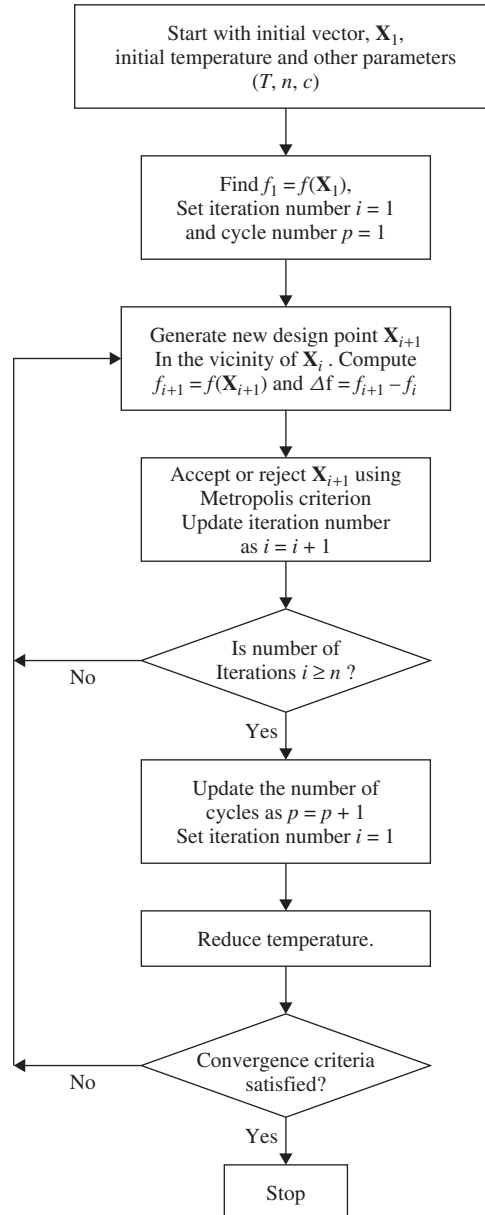 Start with initial vector, X₁,
initial temperature and other parameters
(T, n, c)
Find f₁ = f(X₁),
Set iteration number i = 1
and cycle number p = 1
Generate new design point Xᵢ₊₁
In the vicinity of Xᵢ . Compute
fᵢ₊₁ = f(Xᵢ₊₁) and Δf = fᵢ₊₁ – fᵢ
Accept or reject Xᵢ₊₁ using
Metropolis criterion
Update iteration number
as i = i + 1
Is number of
Iterations i ≥ n ?
No
Yes
Update the number of
cycles as p = p + 1
Set iteration number i = 1
Reduce temperature.
Convergence criteria
satisfied?
No
Yes
Stop